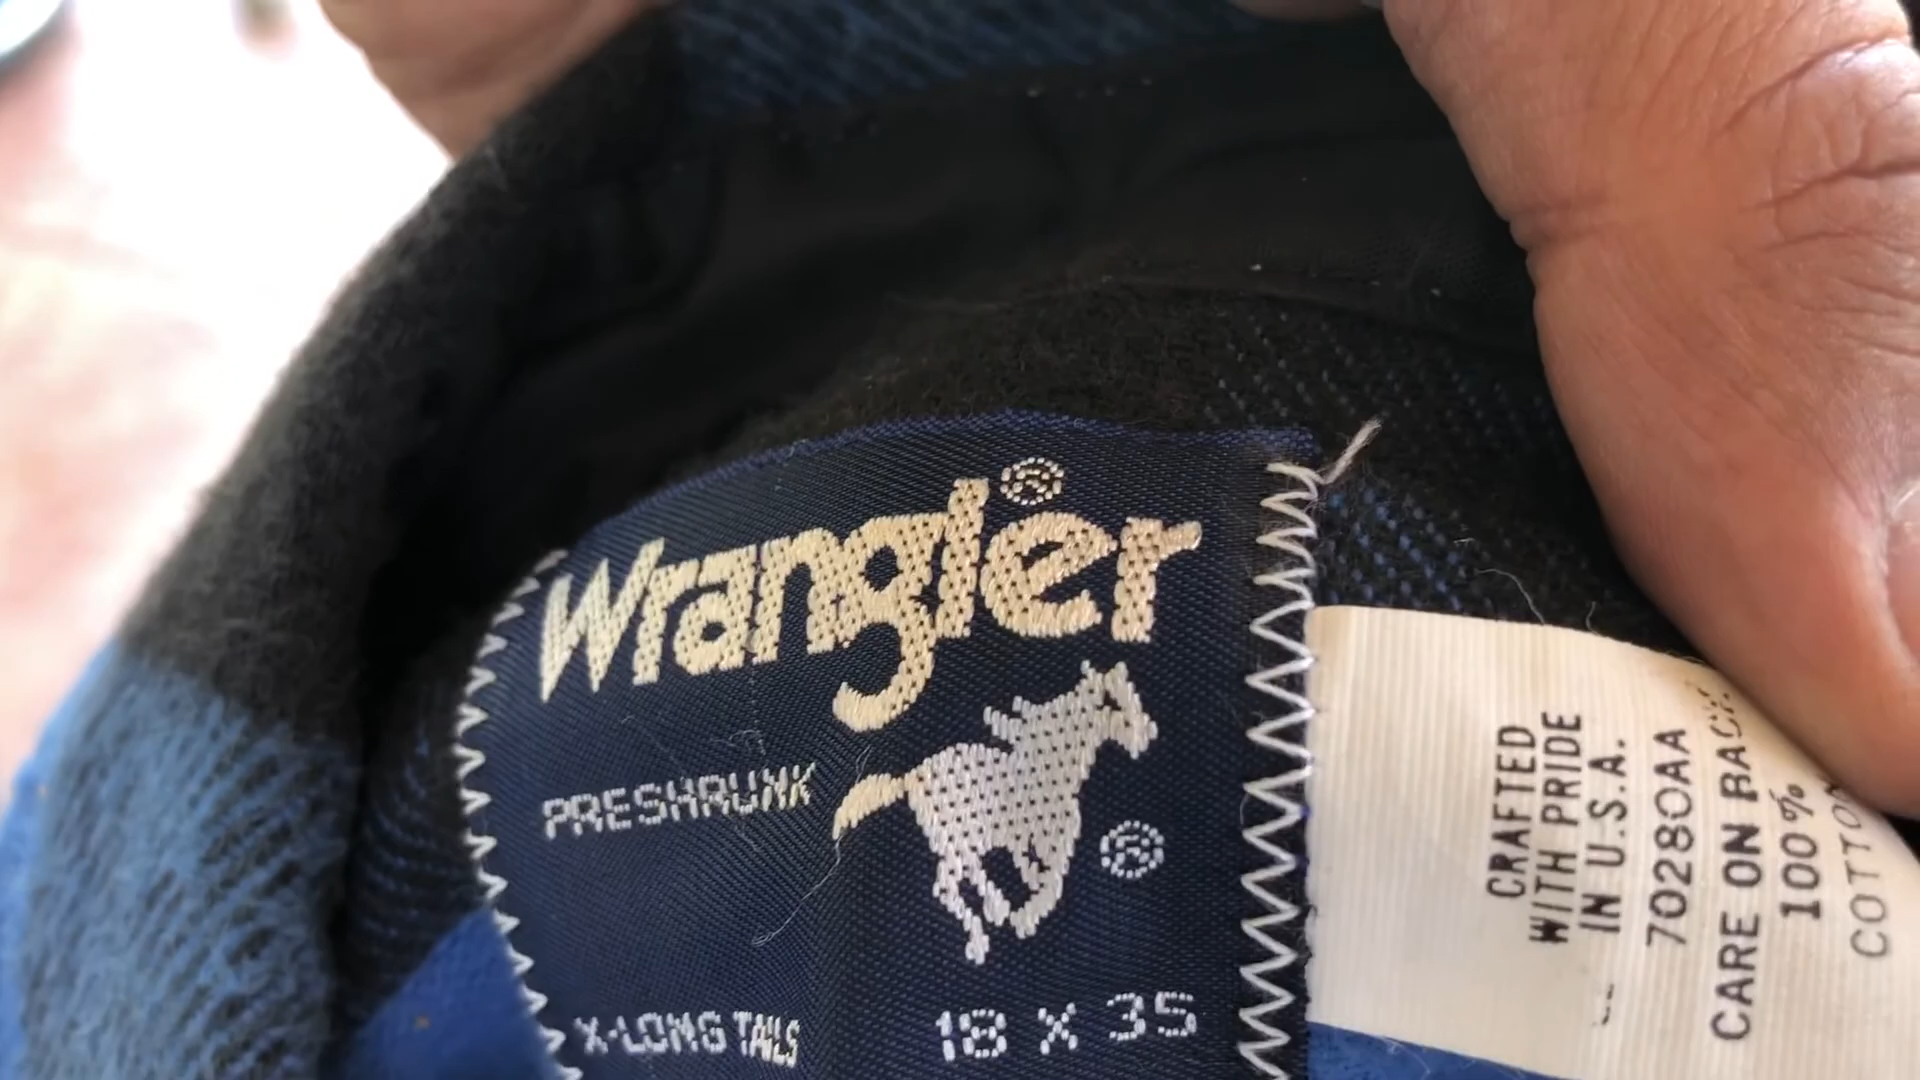 Wrangler®
PRESHRUNK
®
X-LONG TAILS
18 X 35
CRAFTED
WITH PRIDE
IN U.S.A.
70280AA
CARE ON BACK
100%
COTTON